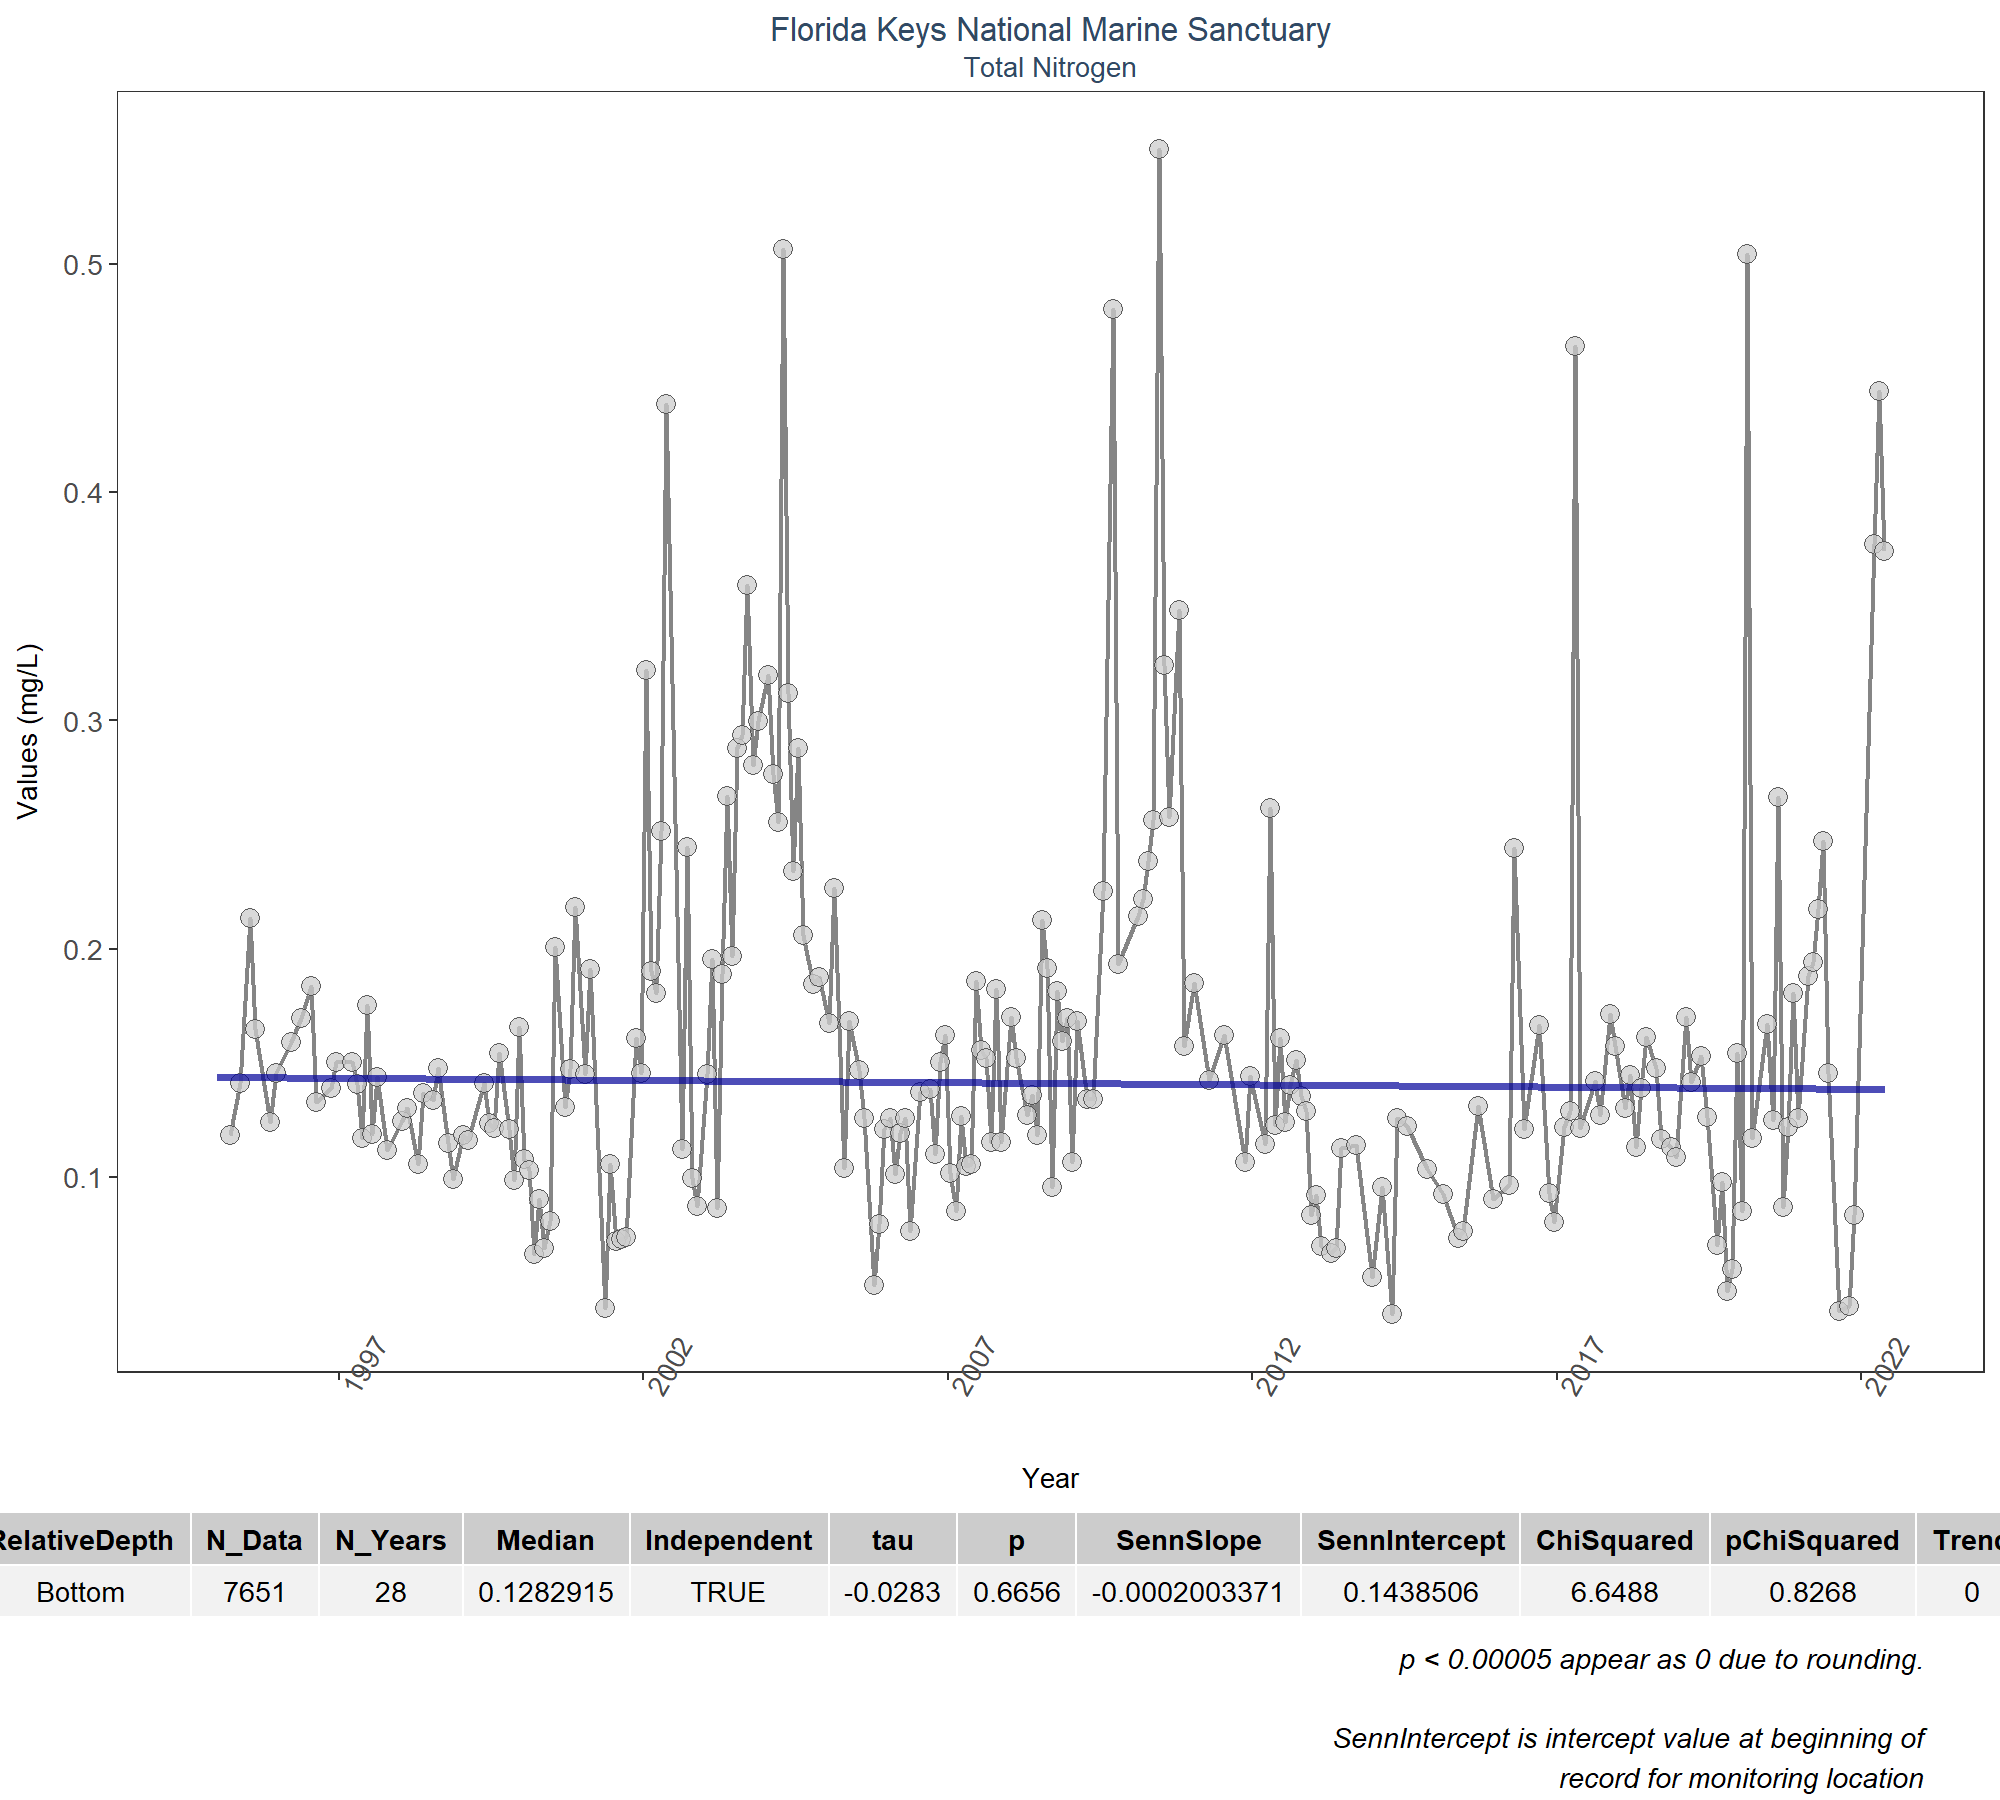 Florida Keys National Marine Sanctuary
Total Nitrogen
Values (mg/L)
0.5
0.4
0.3
0.2
0.1
1997 2002 2007 2012 2017 2022
Year
RelativeDepth N_Data N_Years Median Independent tau p SennSlope SennIntercept ChiSquared pChiSquared Trend
Bottom 7651 28 0.1282915 TRUE -0.0283 0.6656 -0.0002003371 0.1438506 6.6488 0.8268 0
p < 0.00005 appear as 0 due to rounding.
SennIntercept is intercept value at beginning of
record for monitoring location